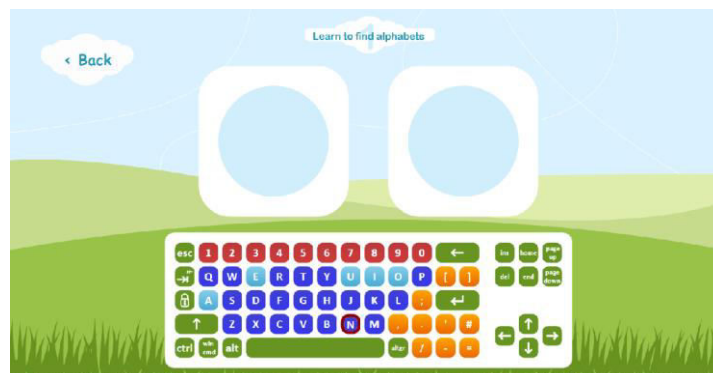 Learn to find alphabets
< Back
esc 1 2 3 4 5 6 7 8 9 0 ← ins home page up
Q W E R T Y U I O P [ ] del end page down
A S D F G H J K L ; ↵
↑ Z X C V B N M , . ' # ↑
ctrl alt / - = ← ↓ →